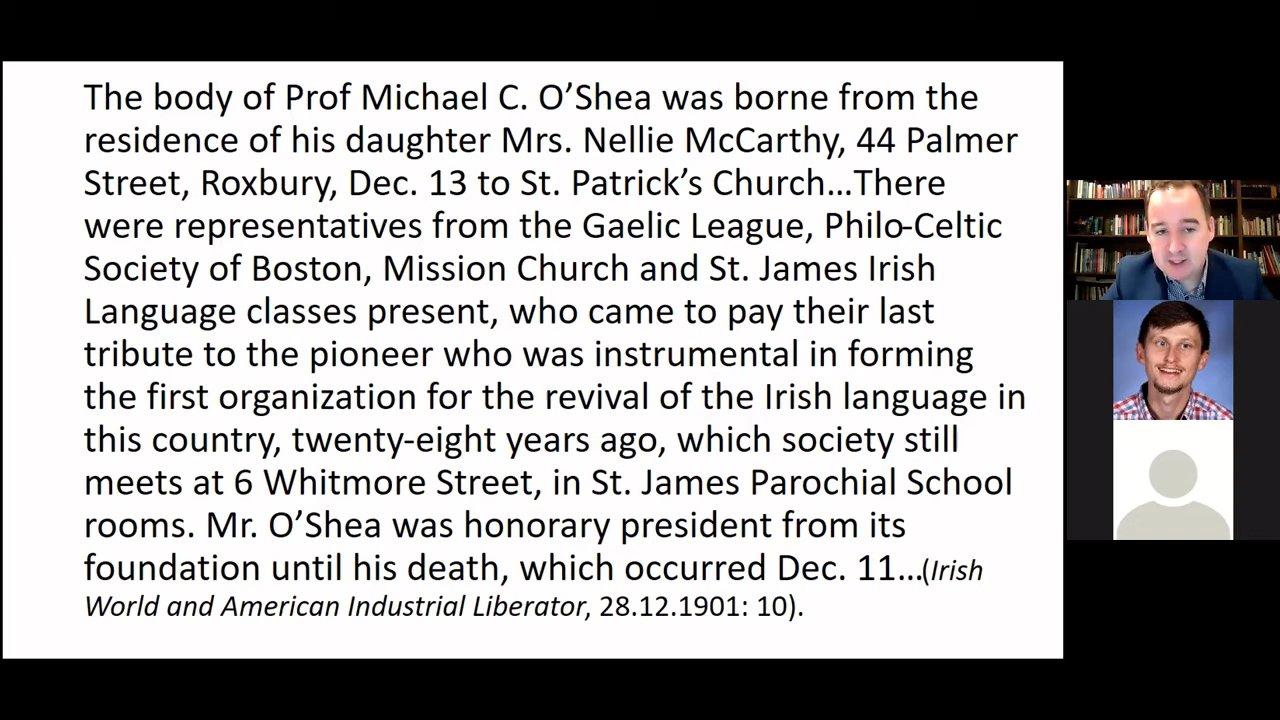 The body of Prof Michael C. O’Shea was borne from the
residence of his daughter Mrs. Nellie McCarthy, 44 Palmer
Street, Roxbury, Dec. 13 to St. Patrick’s Church…There
were representatives from the Gaelic League, Philo-Celtic
Society of Boston, Mission Church and St. James Irish
Language classes present, who came to pay their last
tribute to the pioneer who was instrumental in forming
the first organization for the revival of the Irish language in
this country, twenty-eight years ago, which society still
meets at 6 Whitmore Street, in St. James Parochial School
rooms. Mr. O’Shea was honorary president from its
foundation until his death, which occurred Dec. 11…(Irish
World and American Industrial Liberator, 28.12.1901: 10).